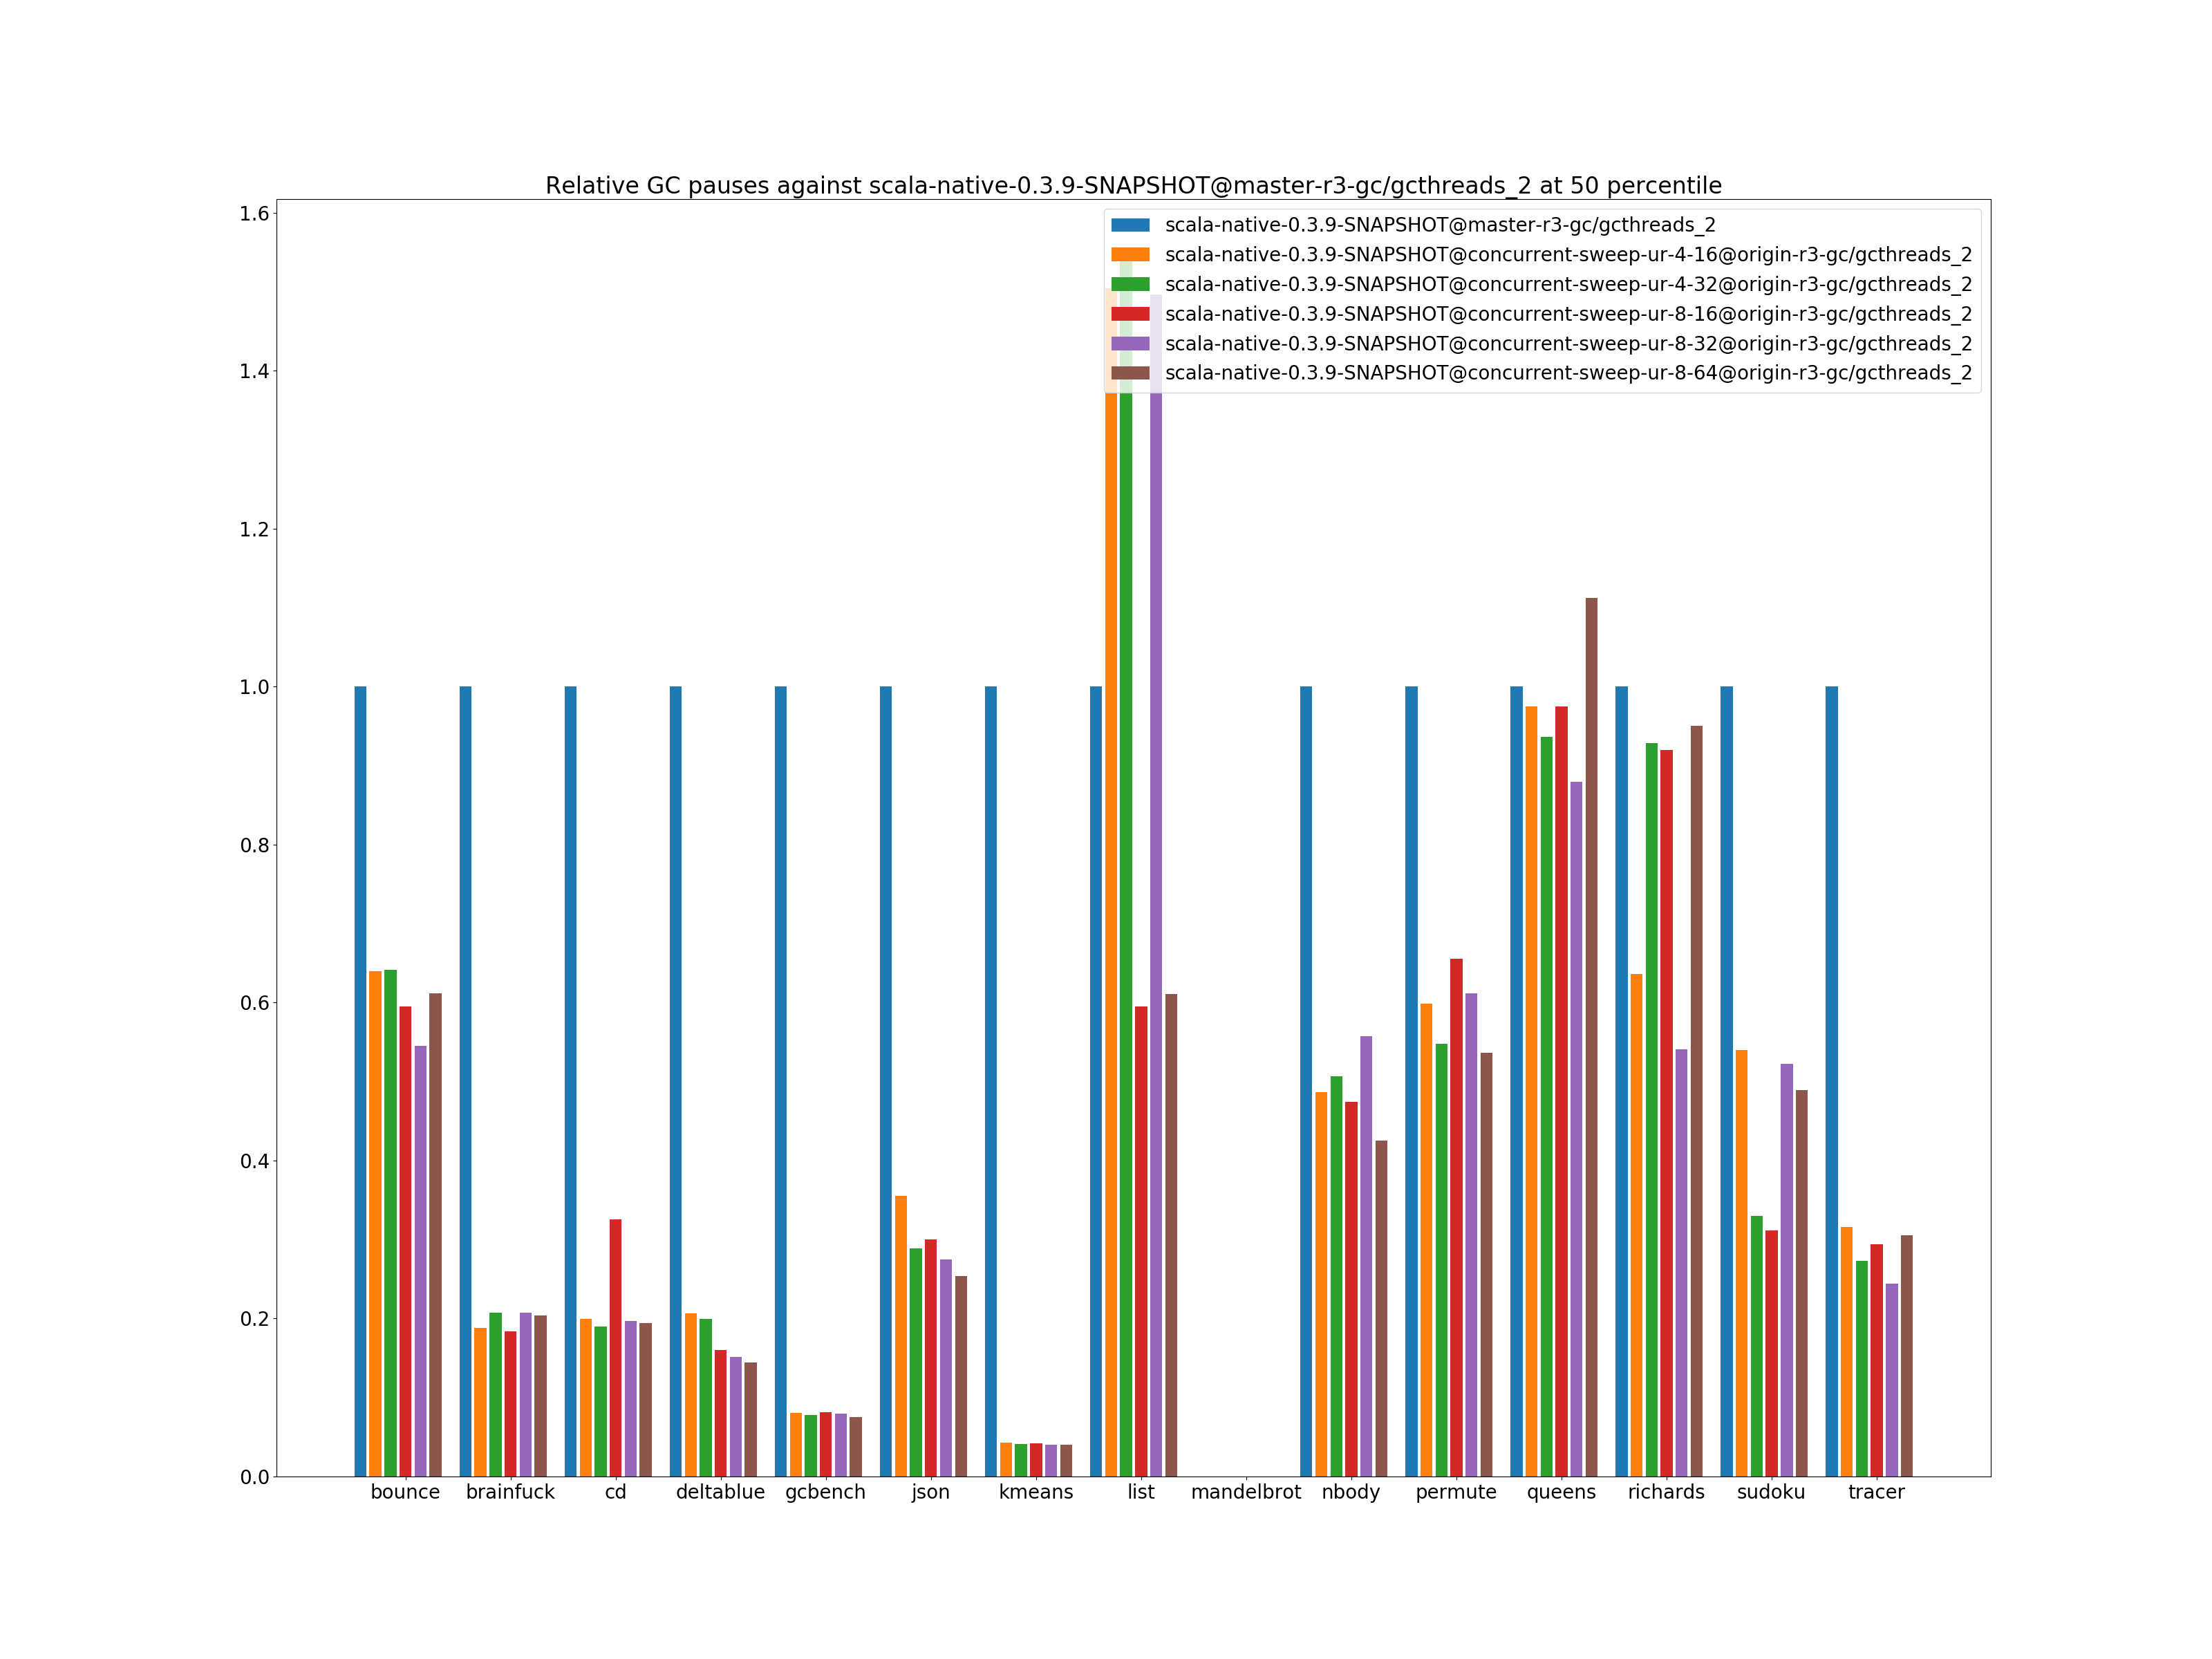 Relative GC pauses against scala-native-0.3.9-SNAPSHOT@master-r3-gc/gcthreads_2 at 50 percentile
1.6
1.4
1.2
1.0
0.8
0.6
0.4
0.2
0.0
scala-native-0.3.9-SNAPSHOT@master-r3-gc/gcthreads_2
scala-native-0.3.9-SNAPSHOT@concurrent-sweep-ur-4-16@origin-r3-gc/gcthreads_2
scala-native-0.3.9-SNAPSHOT@concurrent-sweep-ur-4-32@origin-r3-gc/gcthreads_2
scala-native-0.3.9-SNAPSHOT@concurrent-sweep-ur-8-16@origin-r3-gc/gcthreads_2
scala-native-0.3.9-SNAPSHOT@concurrent-sweep-ur-8-32@origin-r3-gc/gcthreads_2
scala-native-0.3.9-SNAPSHOT@concurrent-sweep-ur-8-64@origin-r3-gc/gcthreads_2
bounce brainfuck cd deltablue gcbench json kmeans list mandelbrot nbody permute queens richards sudoku tracer